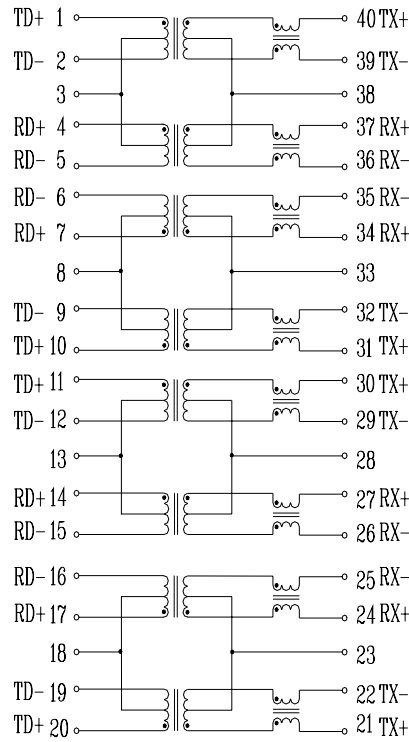 TD+ 1 40 TX+
TD- 2 39 TX-
3 38
RD+ 4 37 RX+
RD- 5 36 RX-
RD- 6 35 RX-
RD+ 7 34 RX+
8 33
TD- 9 32 TX-
TD+ 10 31 TX+
TD+ 11 30 TX+
TD- 12 29 TX-
13 28
RD+ 14 27 RX+
RD- 15 26 RX-
RD- 16 25 RX-
RD+ 17 24 RX+
18 23
TD- 19 22 TX-
TD+ 20 21 TX+